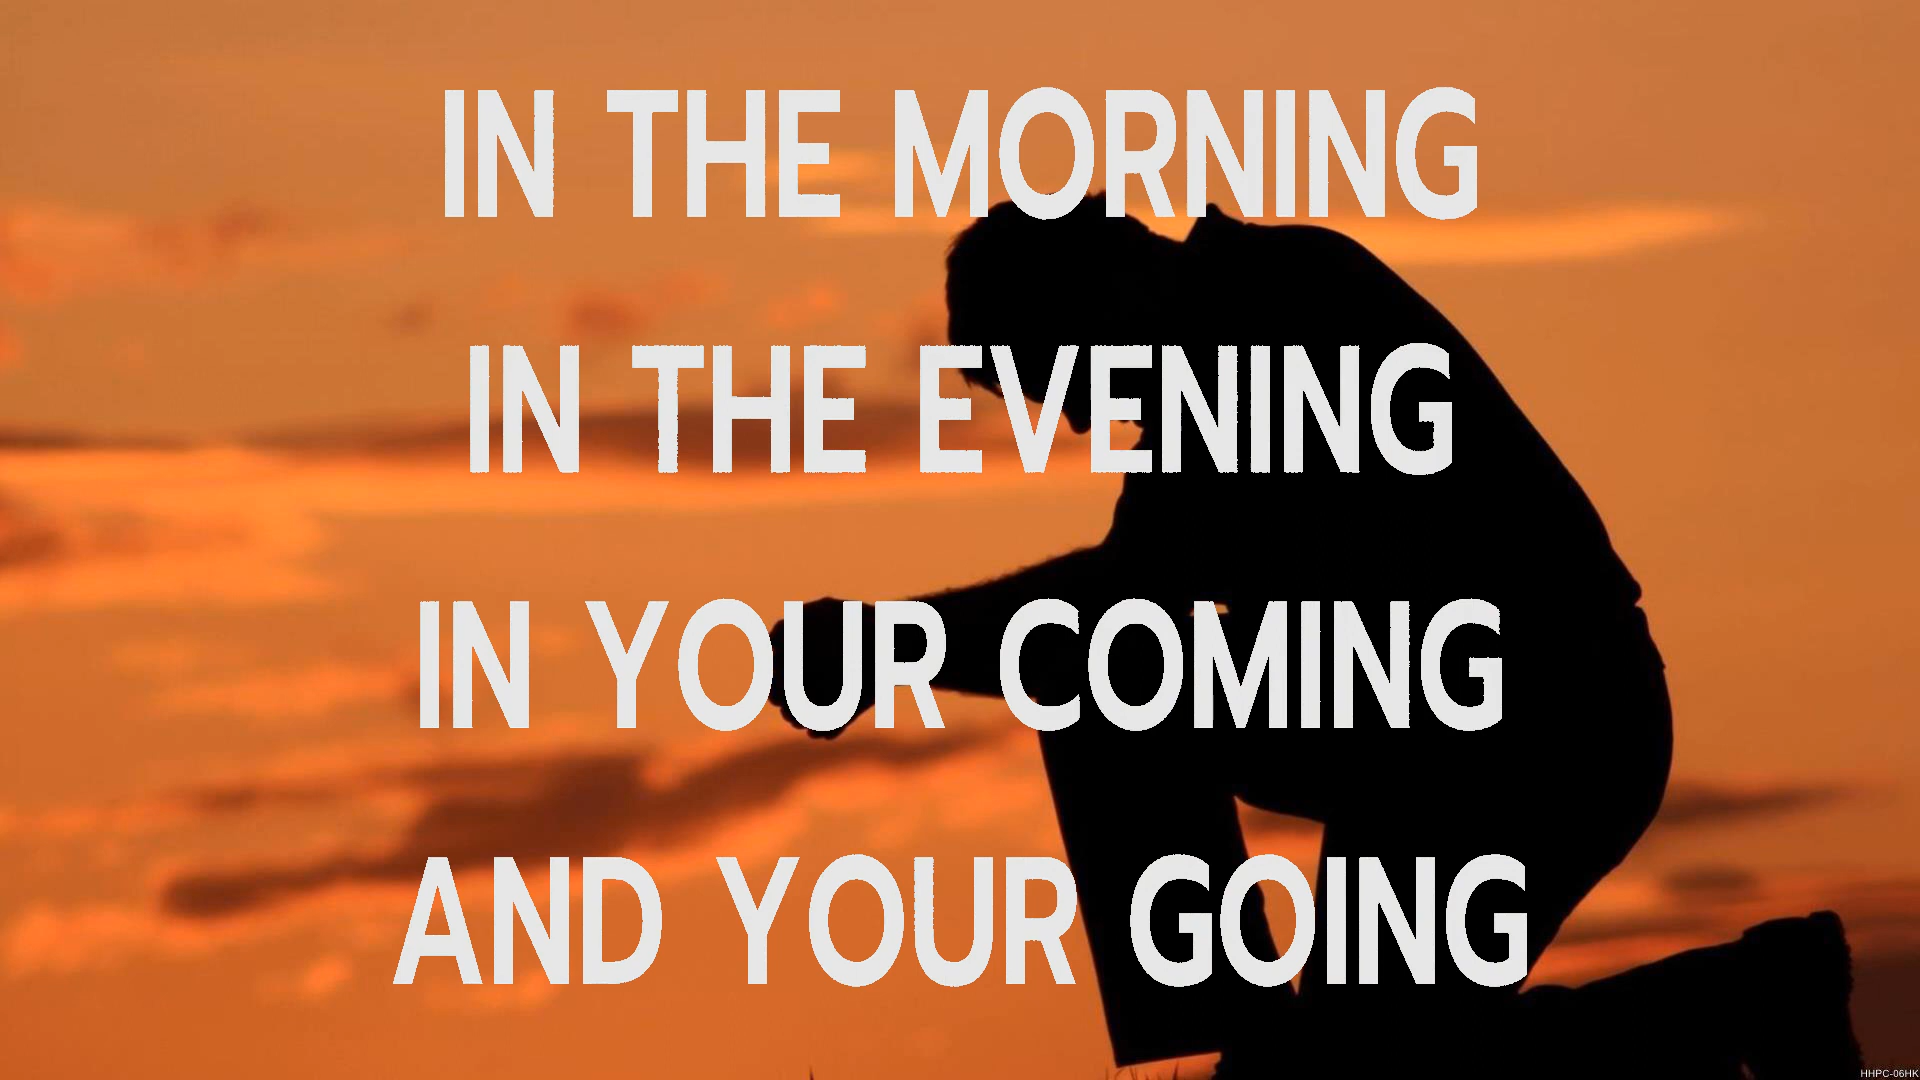 IN THE MORNING
IN THE EVENING
IN YOUR COMING
AND YOUR GOING
HHPC-06HK